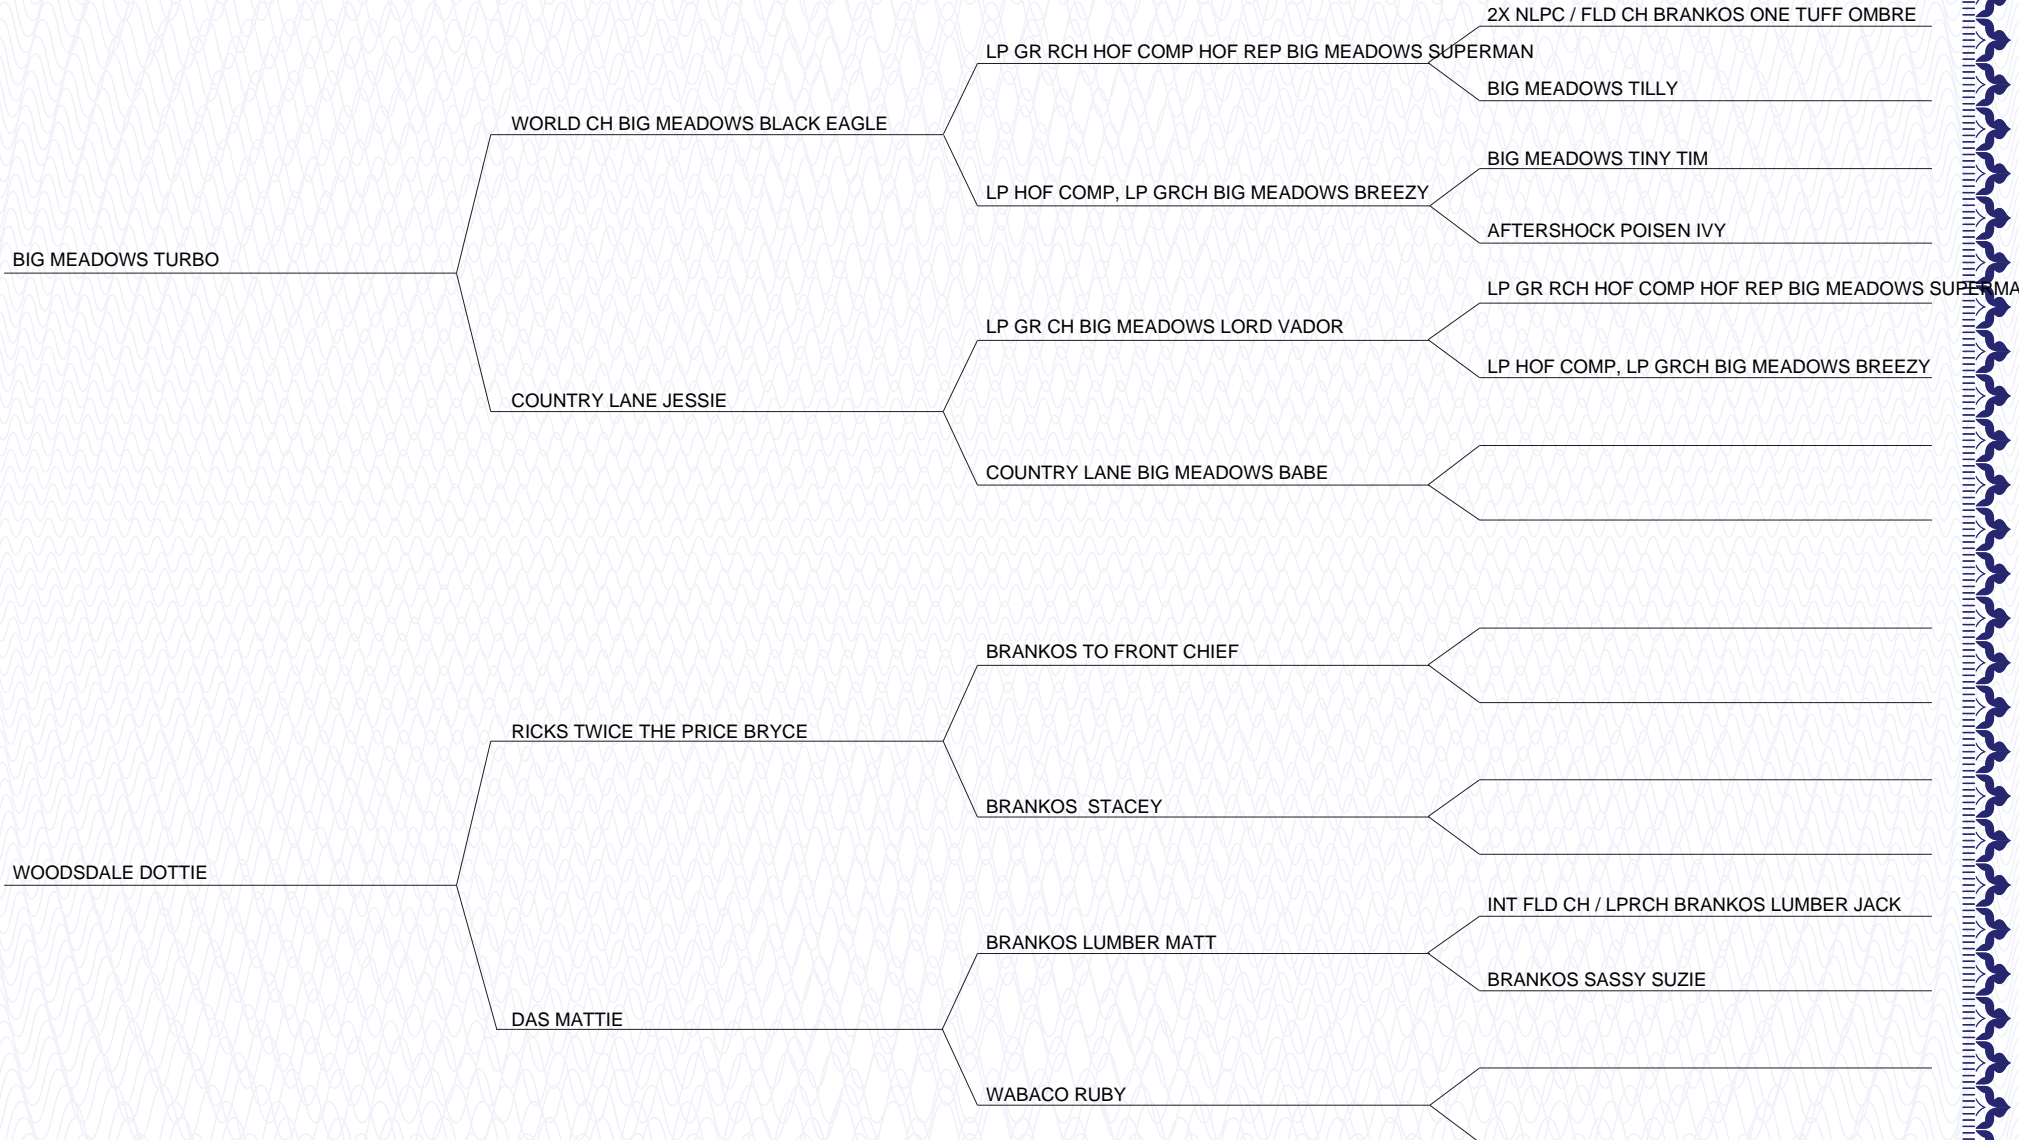 2X NLPC / FLD CH BRANKOS ONE TUFF OMBRE
LP GR RCH HOF COMP HOF REP BIG MEADOWS SUPERMAN
BIG MEADOWS TILLY
WORLD CH BIG MEADOWS BLACK EAGLE
BIG MEADOWS TINY TIM
LP HOF COMP, LP GRCH BIG MEADOWS BREEZY
AFTERSHOCK POISEN IVY
BIG MEADOWS TURBO
LP GR RCH HOF COMP HOF REP BIG MEADOWS SUPERMA
LP GR CH BIG MEADOWS LORD VADOR
LP HOF COMP, LP GRCH BIG MEADOWS BREEZY
COUNTRY LANE JESSIE
COUNTRY LANE BIG MEADOWS BABE
BRANKOS TO FRONT CHIEF
RICKS TWICE THE PRICE BRYCE
BRANKOS  STACEY
WOODSDALE DOTTIE
INT FLD CH / LPRCH BRANKOS LUMBER JACK
BRANKOS LUMBER MATT
BRANKOS SASSY SUZIE
DAS MATTIE
WABACO RUBY